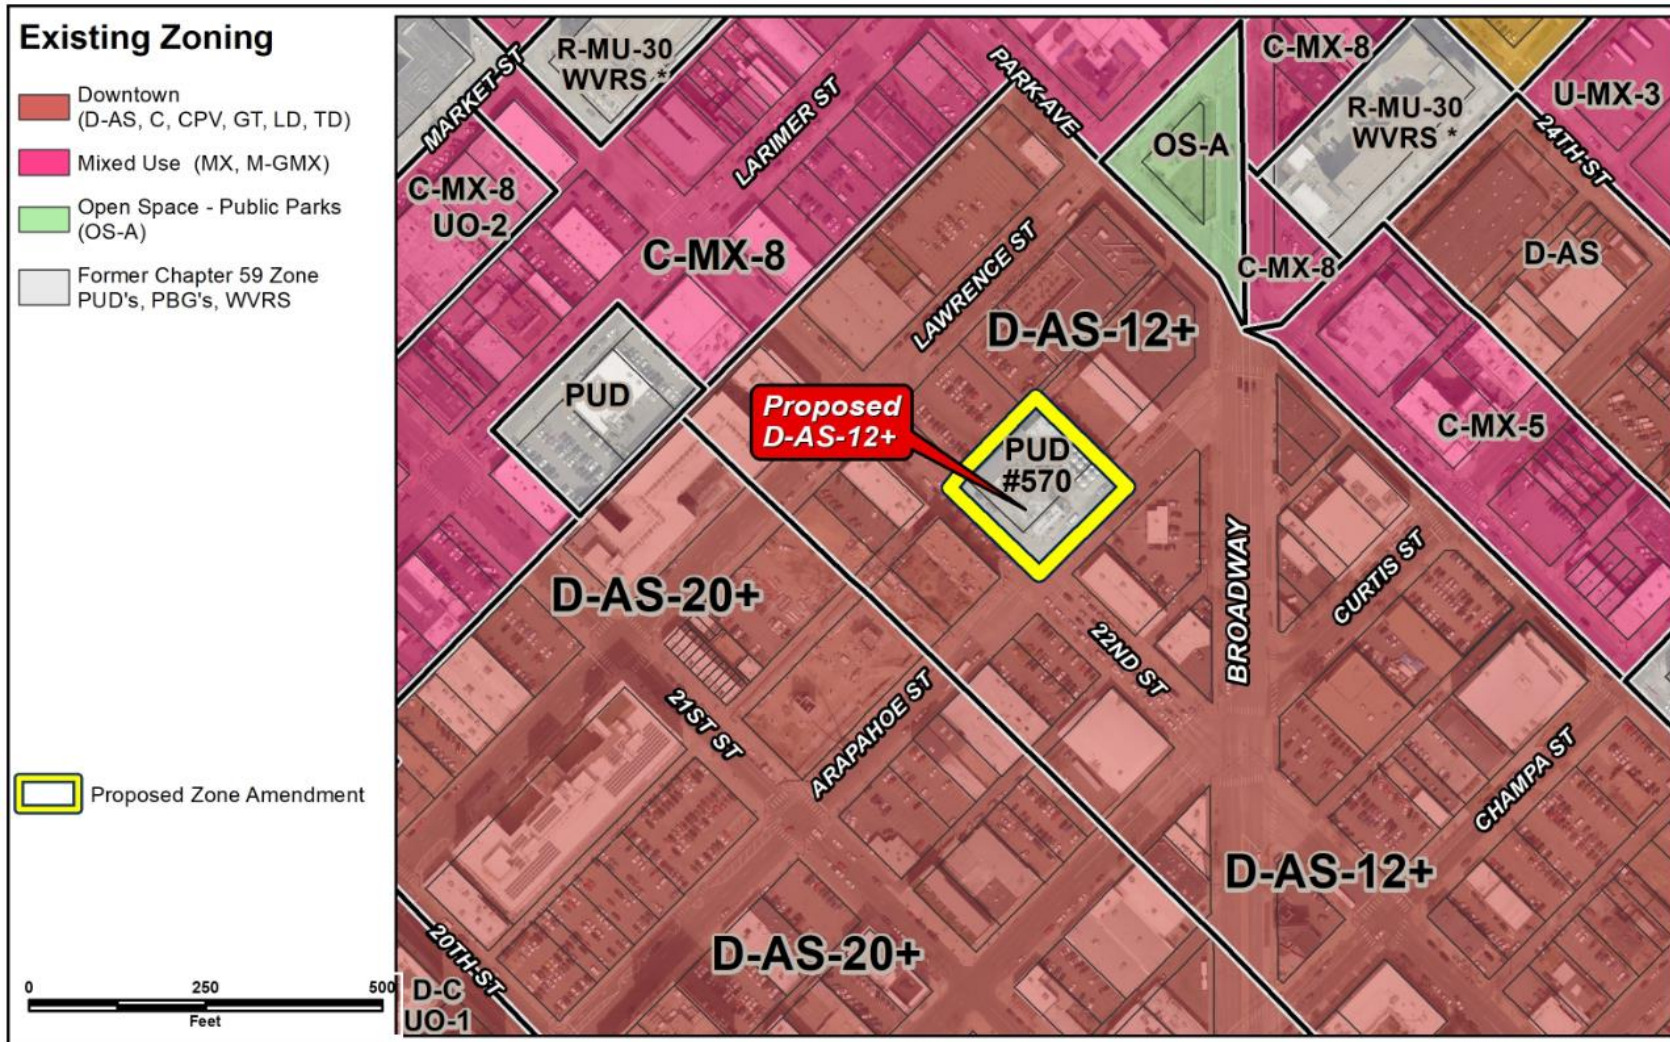 Existing Zoning
Downtown
(D-AS, C, CPV, GT, LD, TD)
Mixed Use (MX, M-GMX)
Open Space - Public Parks
(OS-A)
Former Chapter 59 Zone
PUD's, PBG's, WVRS
Proposed Zone Amendment
0 250 500
Feet
MARKET ST
R-MU-30
WVRS *
LARIMER ST
PARK AVE
C-MX-8
R-MU-30
WVRS *
U-MX-3
24TH ST
OS-A
C-MX-8
UO-2
C-MX-8
C-MX-8
D-AS
LAWRENCE ST
D-AS-12+
PUD
Proposed
D-AS-12+
PUD
#570
C-MX-5
BROADWAY
CURTIS ST
D-AS-20+
22ND ST
21ST ST
ARAPAHOE ST
CHAMPA ST
D-AS-12+
D-AS-20+
20TH ST
D-C
UO-1